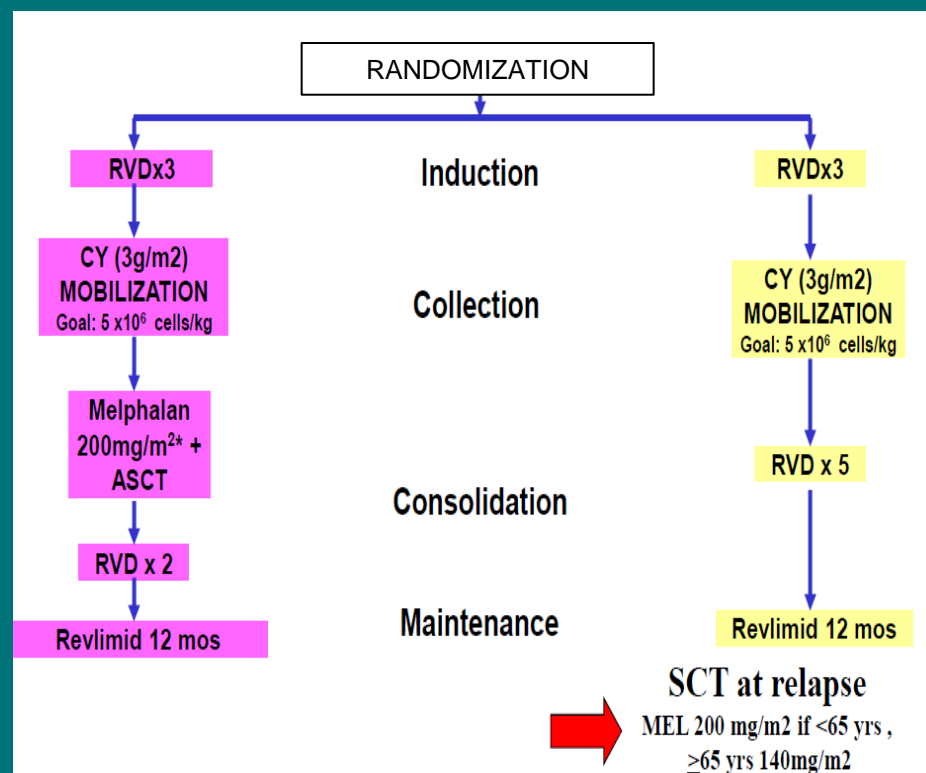 RANDOMIZATION
RVDx3
Induction
RVDx3
CY (3g/m2)
MOBILIZATION
Goal: 5 x10⁶ cells/kg
Collection
CY (3g/m2)
MOBILIZATION
Goal: 5 x10⁶ cells/kg
Melphalan
200mg/m²* +
ASCT
Consolidation
RVD x 5
RVD x 2
Maintenance
Revlimid 12 mos
Revlimid 12 mos
SCT at relapse
MEL 200 mg/m2 if <65 yrs ,
≥65 yrs 140mg/m2